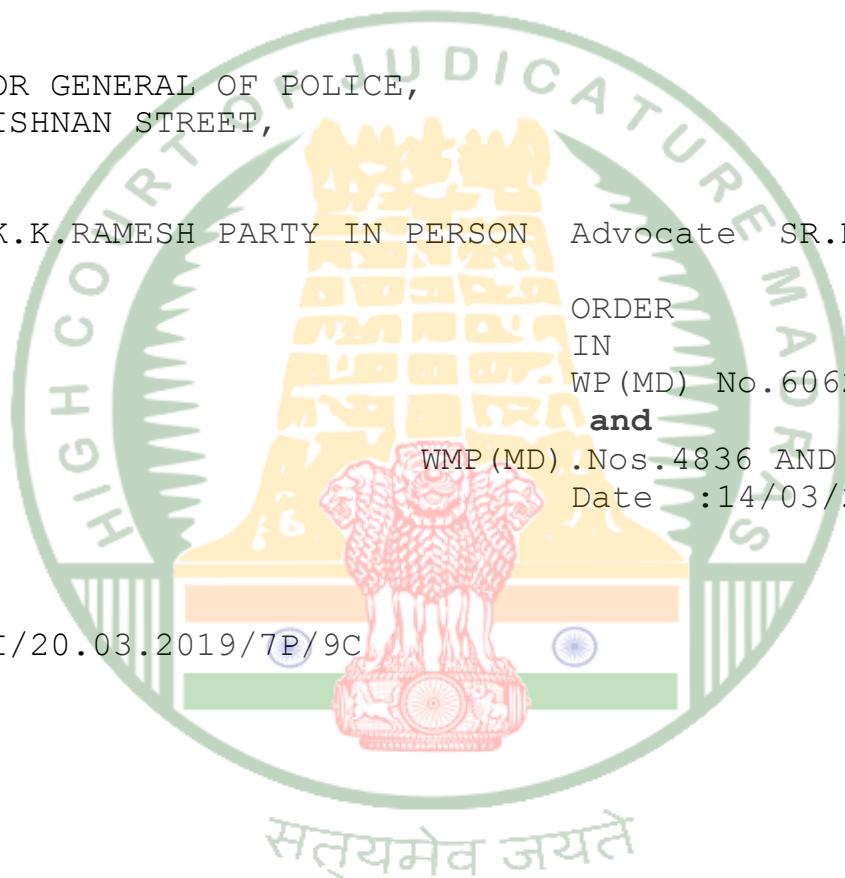 OR GENERAL OF POLICE,
ISHNAN STREET,
K.K.RAMESH PARTY IN PERSON Advocate SR.
ORDER
IN
WP(MD) No.606
and
WMP(MD).Nos.4836 AND
Date :14/03/2
I/20.03.2019/7P/9C
HIGH COURT OF JUDICATURE MADRAS
सत्यमेव जयते